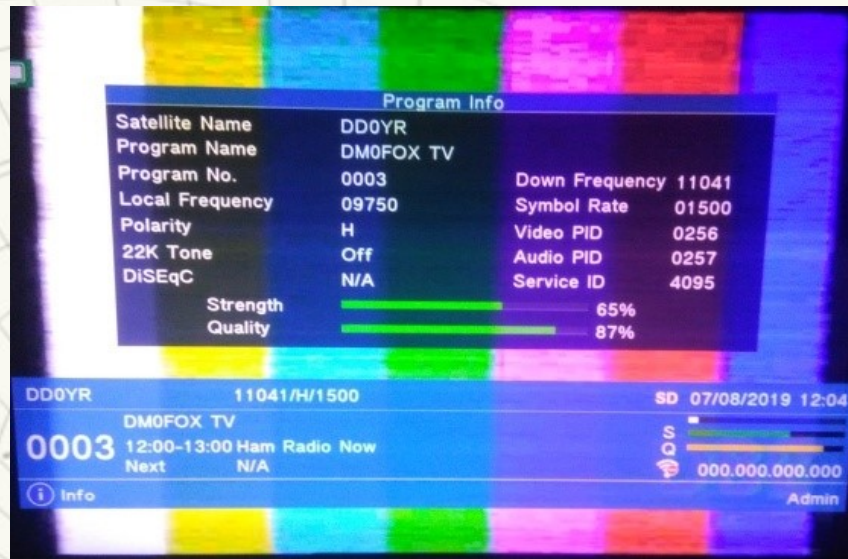 Program Info
Satellite Name DD0YR
Program Name DM0FOX TV
Program No. 0003 Down Frequency 11041
Local Frequency 09750 Symbol Rate 01500
Polarity H Video PID 0256
22K Tone Off Audio PID 0257
DiSEqC N/A Service ID 4095
Strength 65%
Quality 87%
DD0YR 11041/H/1500 SD 07/08/2019 12:04
DM0FOX TV
0003 12:00-13:00 Ham Radio Now
Next N/A
S
Q
000.000.000.000
i Info Admin